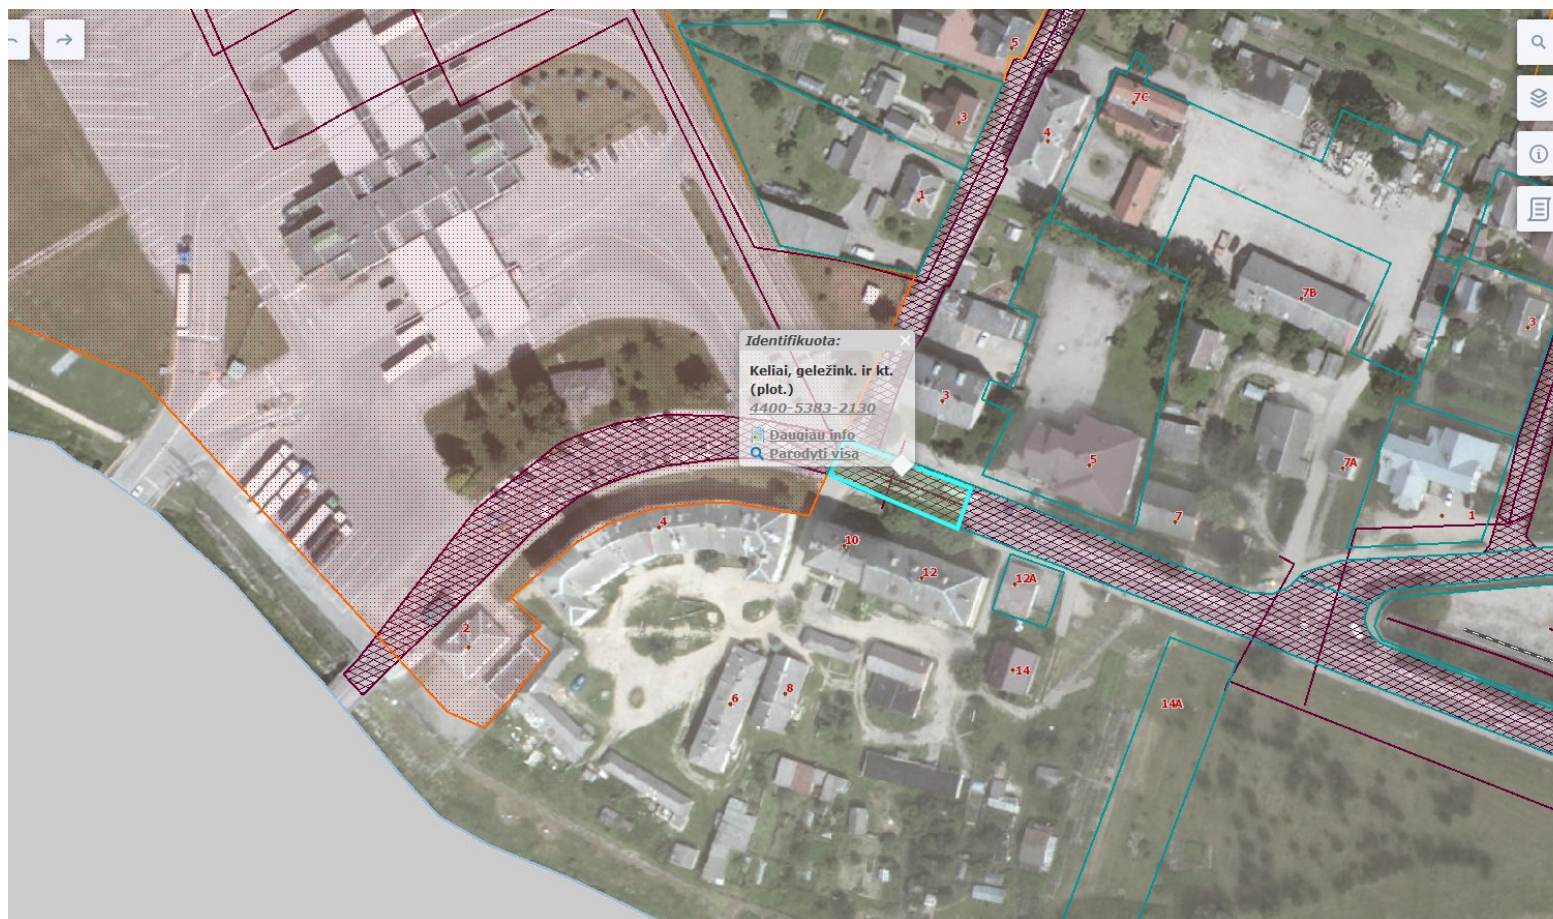 5
7C
3
4
1
7B
3
Identifikuota:
Keliai, geležink. ir kt.
(plot.)
4400-5383-2130
Daugiau info
Parodyti visą
3
5
7A
7
1
4
10
12
12A
2
14
6
8
14A